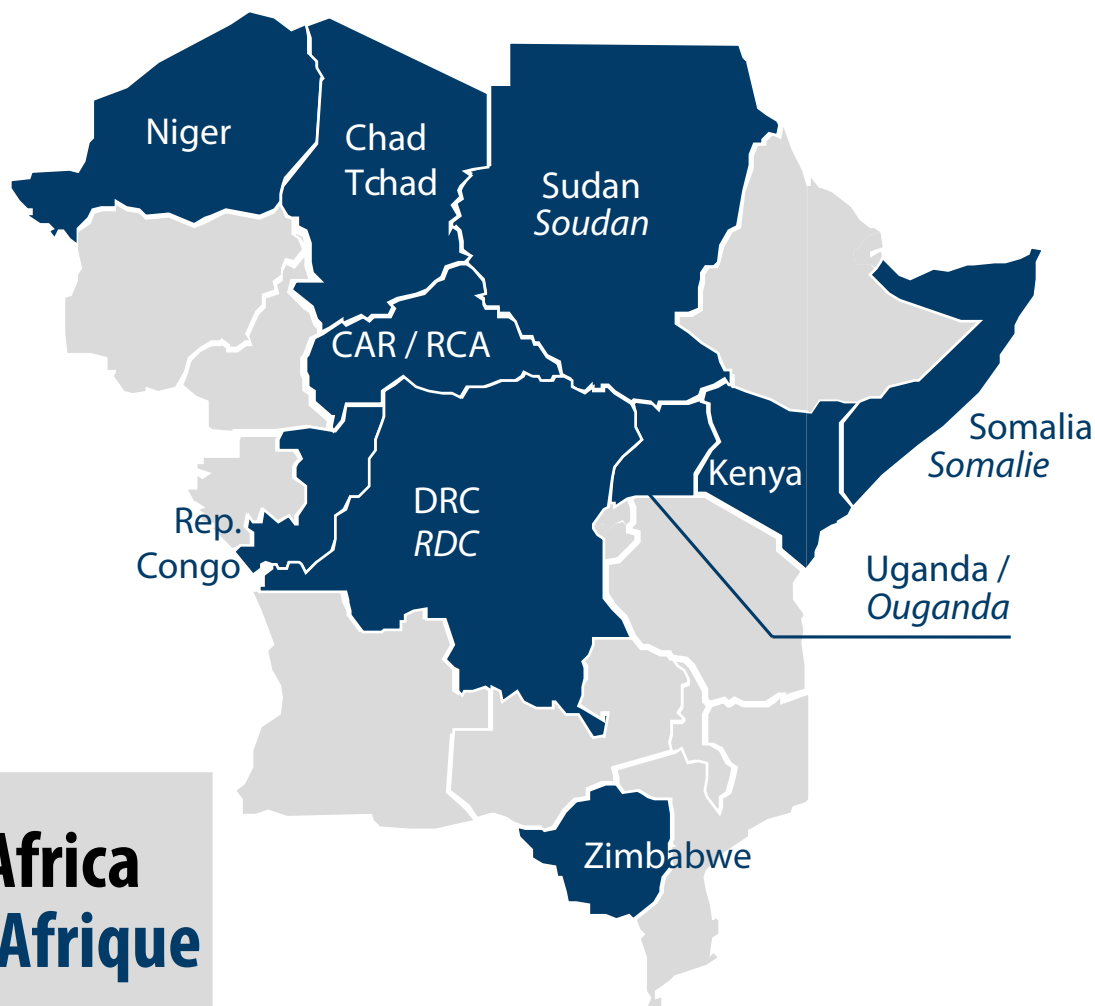 Niger
Chad
Tchad
Sudan
Soudan
CAR / RCA
Somalia
Somalie
Kenya
DRC
RDC
Rep.
Congo
Uganda /
Ouganda
Zimbabwe
Africa
Afrique